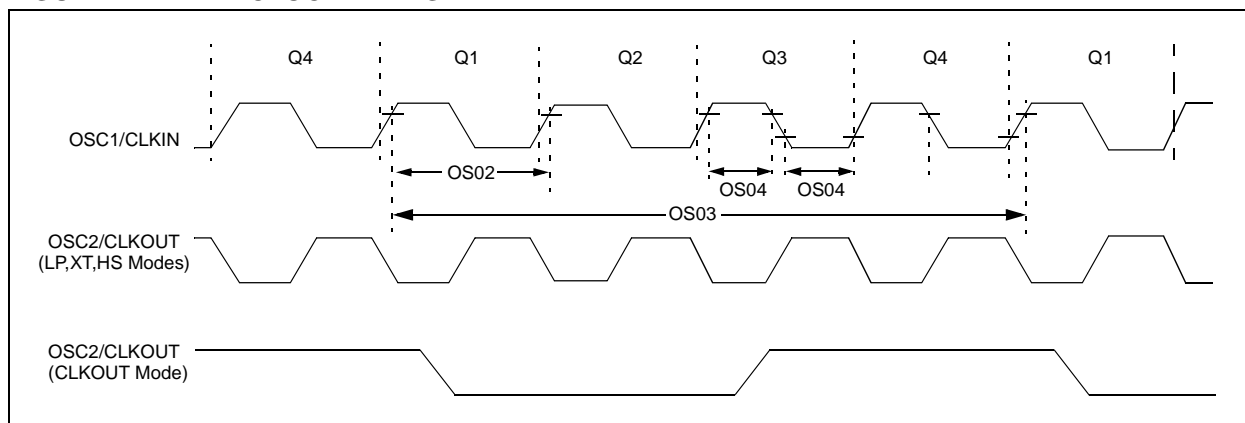 Q4 Q1 Q2 Q3 Q4 Q1
OSC1/CLKIN
OS02
OS04 OS04
OS03
OSC2/CLKOUT
(LP,XT,HS Modes)
OSC2/CLKOUT
(CLKOUT Mode)